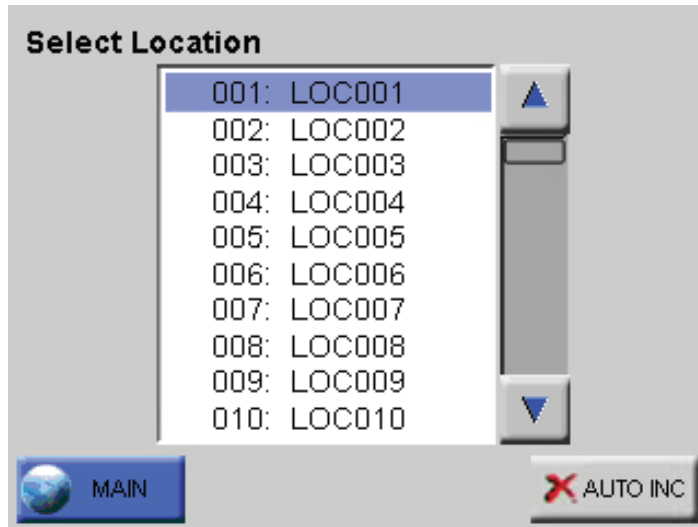 Select Location
001: LOC001
002: LOC002
003: LOC003
004: LOC004
005: LOC005
006: LOC006
007: LOC007
008: LOC008
009: LOC009
010: LOC010
MAIN
AUTO INC